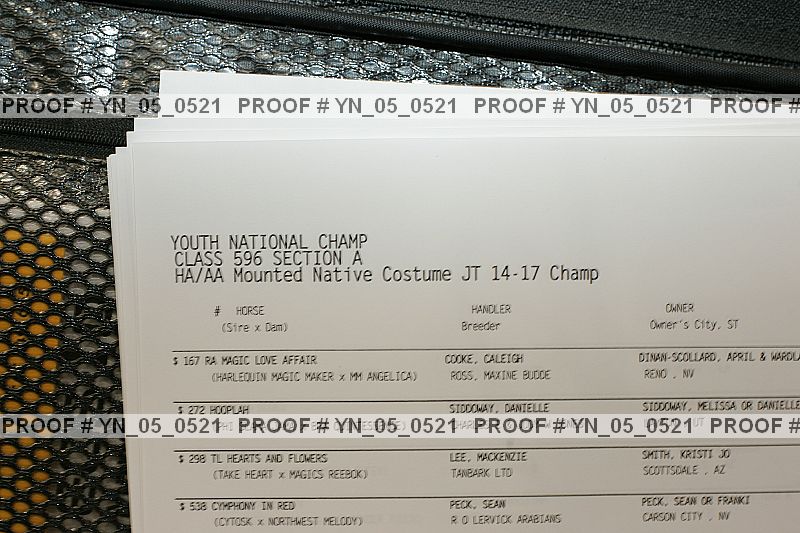 PROOF # YN_05_0521 PROOF # YN_05_0521 PROOF # YN_05_0521 PROOF #
YOUTH NATIONAL CHAMP
CLASS 596 SECTION A
HA/AA Mounted Native Costume JT 14-17 Champ
# HORSE HANDLER OWNER
(Sire x Dam) Breeder Owner's City, ST
$ 167 RA MAGIC LOVE AFFAIR COOKE, CALEIGH DINAN-SCOLLARD, APRIL & WARDLA
(HARLEQUIN MAGIC MAKER x MM ANGELICA) ROSS, MAXINE BUDDE RENO , NV
$ 272 HOOPLAH SIDDOWAY, DANIELLE SIDDOWAY, MELISSA OR DANIELLE
PROOF # YN_05_0521 PROOF # YN_05_0521 PROOF # YN_05_0521 PROOF #
$ 298 TL HEARTS AND FLOWERS LEE, MACKENZIE SMITH, KRISTI JO
(TAKE HEART x MAGICS REEBOK) TANBARK LTD SCOTTSDALE , AZ
$ 538 CYMPHONY IN RED PECK, SEAN PECK, SEAN OR FRANKI
(CYTOSK x NORTHWEST MELODY) R O LERVICK ARABIANS CARSON CITY , NV